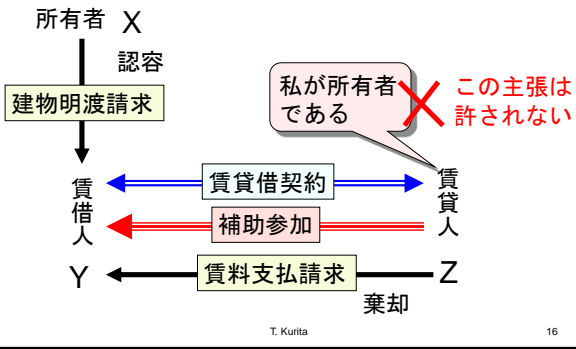 所有者 X
認容
建物明渡請求
私が所有者
である
この主張は
許されない
賃借人
賃貸借契約
賃貸人
補助参加
Y
賃料支払請求
Z
棄却
T. Kurita
16